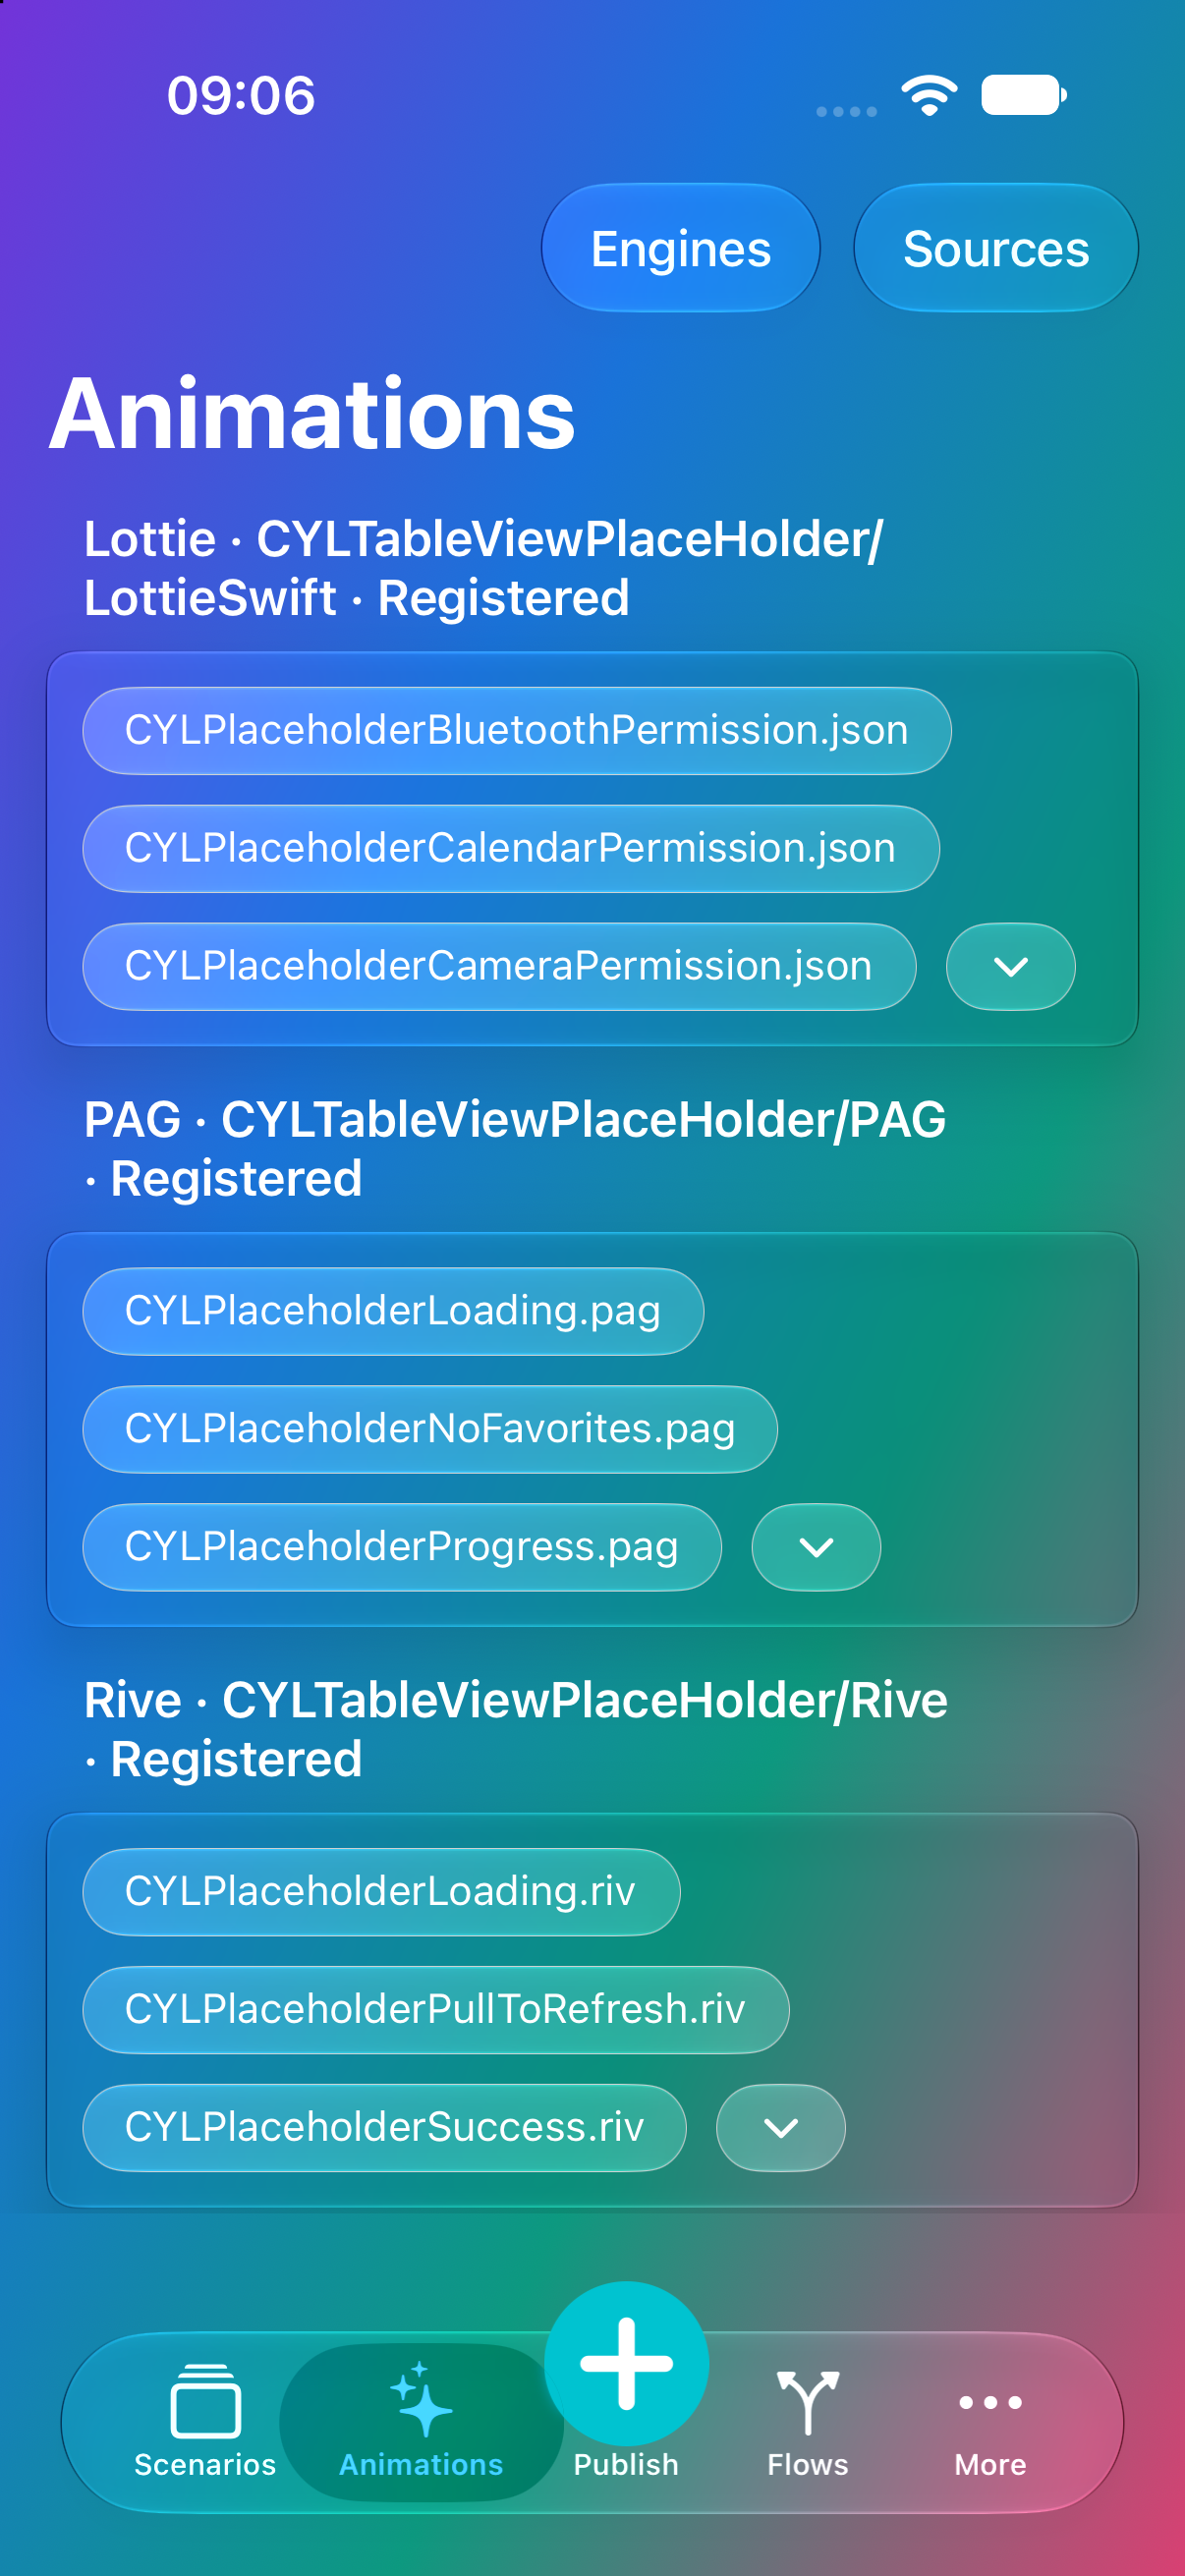 09:06
Engines
Sources
Animations
Lottie · CYLTableViewPlaceHolder/
LottieSwift · Registered
CYLPlaceholderBluetoothPermission.json
CYLPlaceholderCalendarPermission.json
CYLPlaceholderCameraPermission.json
PAG · CYLTableViewPlaceHolder/PAG
· Registered
CYLPlaceholderLoading.pag
CYLPlaceholderNoFavorites.pag
CYLPlaceholderProgress.pag
Rive · CYLTableViewPlaceHolder/Rive
· Registered
CYLPlaceholderLoading.riv
CYLPlaceholderPullToRefresh.riv
CYLPlaceholderSuccess.riv
Scenarios
Animations
Publish
Flows
More